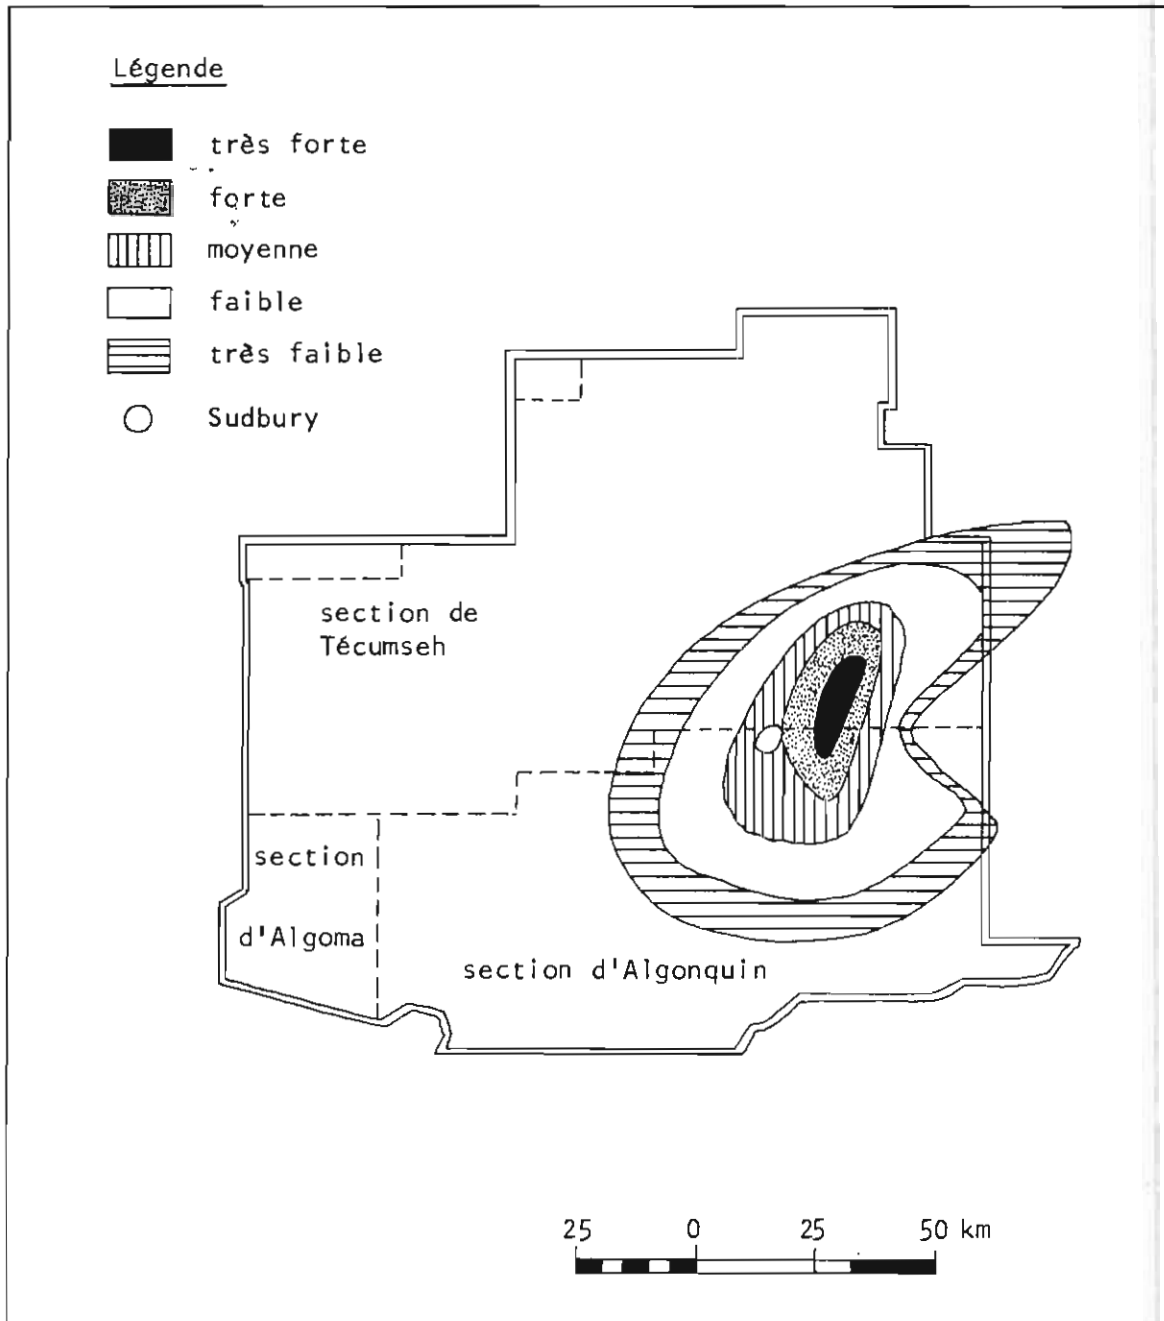 Légende
très forte
forte
moyenne
faible
très faible
Sudbury
section de
Técumseh
section
d'Algoma
section d'Algonquin
25 0 25 50 km